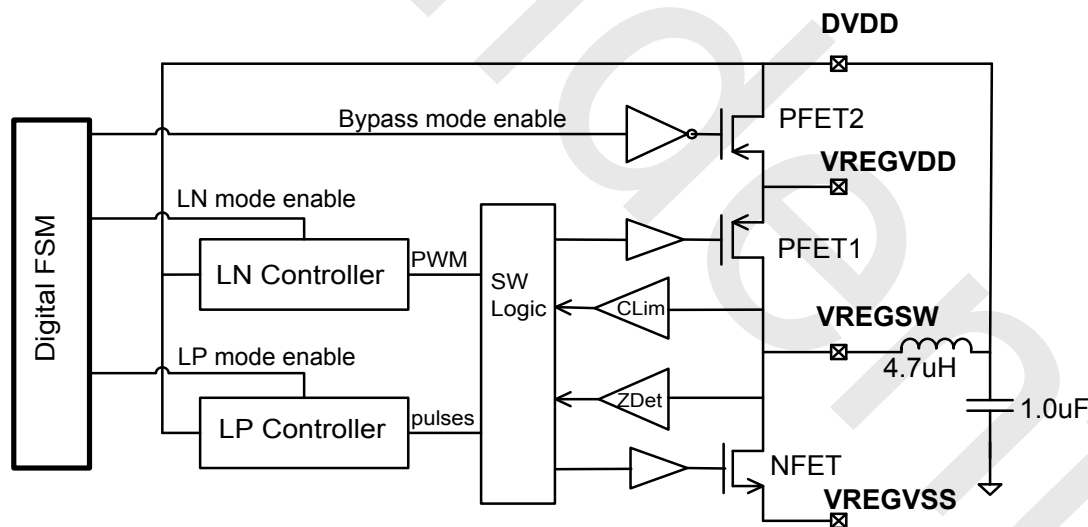 DVDD
Bypass mode enable
PFET2
VREGVDD
LN mode enable
PFET1
LN Controller
PWM
SW
Logic
CLim
VREGSW
Digital FSM
4.7uH
LP mode enable
ZDet
1.0uF
LP Controller
pulses
NFET
VREGVSS